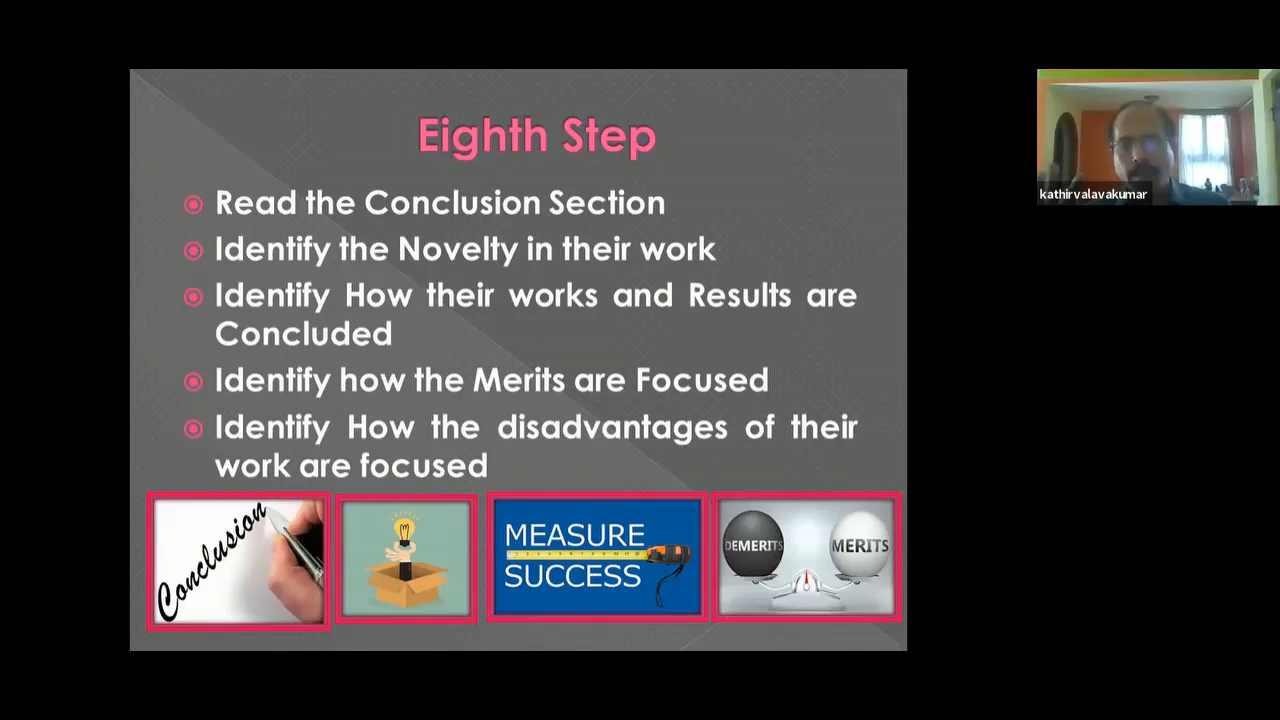 Eighth Step
Read the Conclusion Section
Identify the Novelty in their work
Identify How their works and Results are
Concluded
Identify how the Merits are Focused
Identify How the disadvantages of their
work are focused
Conclusion
MEASURE
SUCCESS
DEMERITS
MERITS
kathirvalavakumar